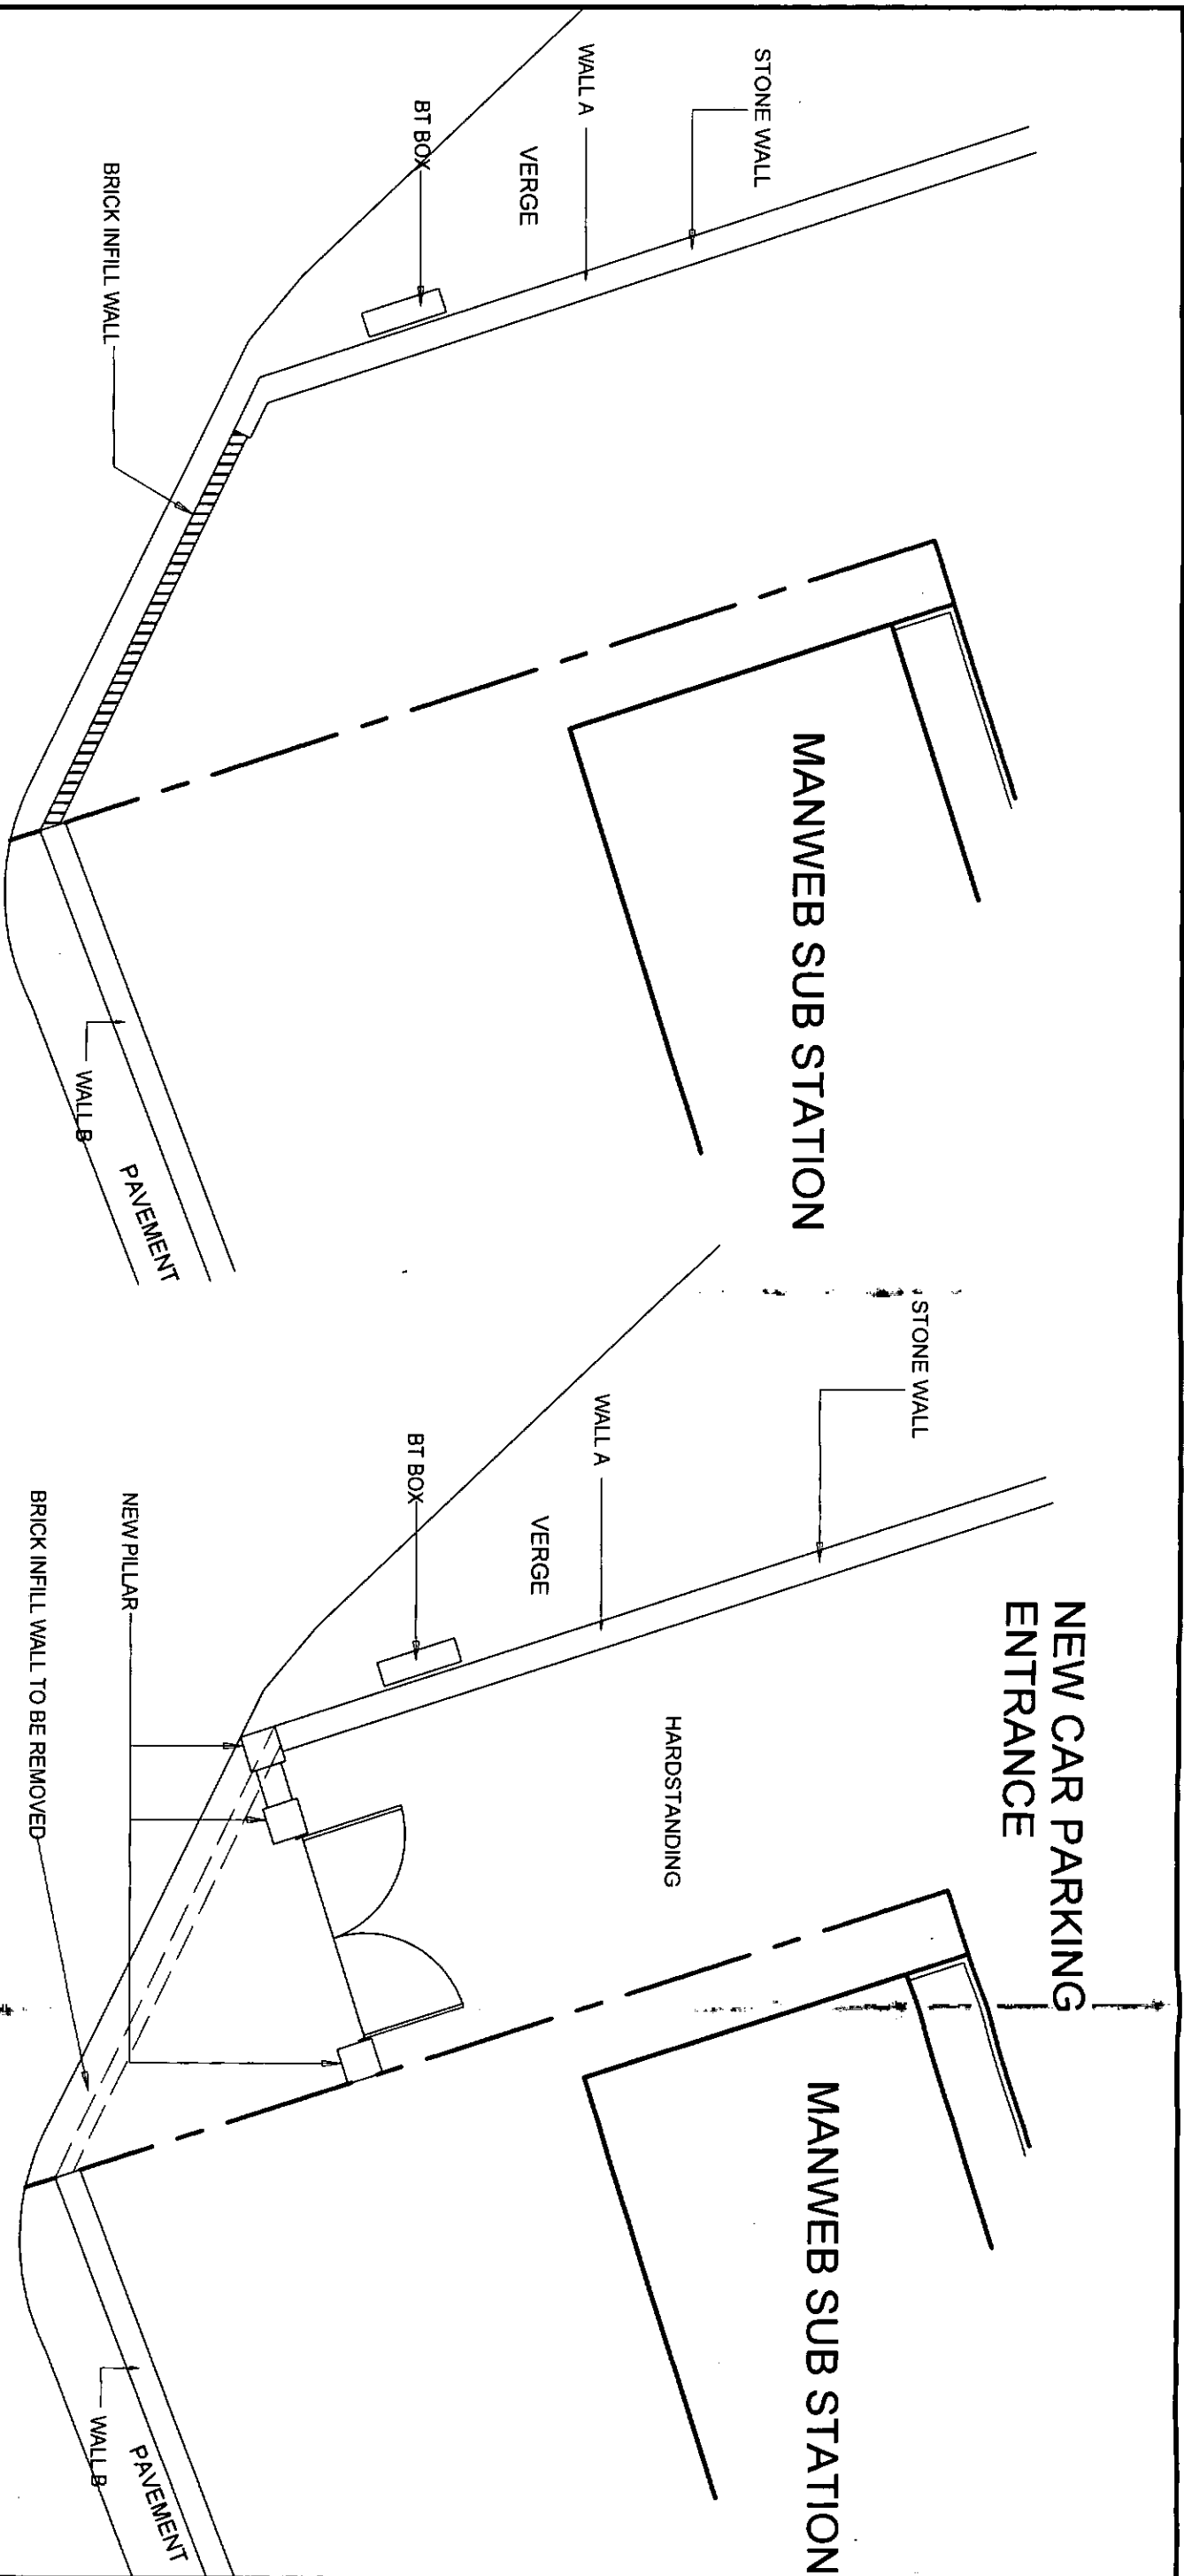 STONE WALL
WALL A
VERGE
BT BOX
BRICK INFILL WALL
MANWEB SUB STATION
WALL B
PAVEMENT
NEW CAR PARKING
ENTRANCE
STONE WALL
WALL A
VERGE
BT BOX
HARDSTANDING
NEW PILLAR
BRICK INFILL WALL TO BE REMOVED
MANWEB SUB STATION
WALL B
PAVEMENT